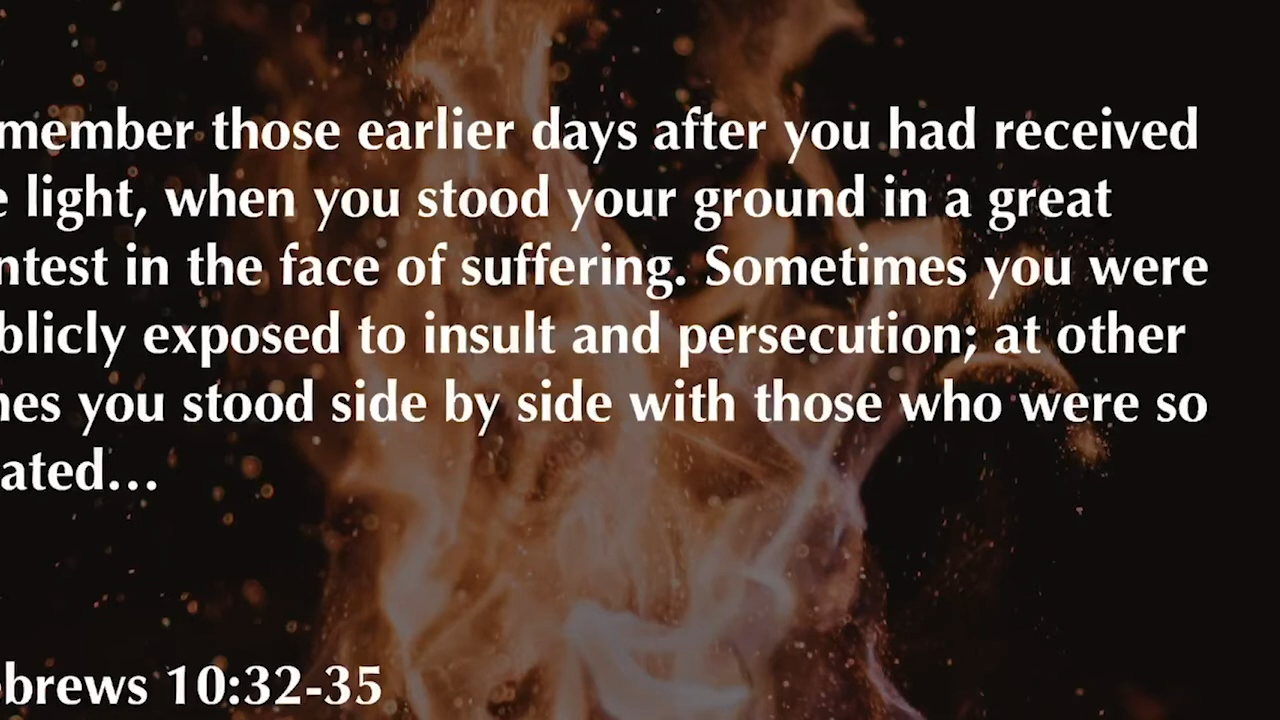 member those earlier days after you had received
e light, when you stood your ground in a great
ntest in the face of suffering. Sometimes you were
blicly exposed to insult and persecution; at other
nes you stood side by side with those who were so
ated…
brews 10:32-35